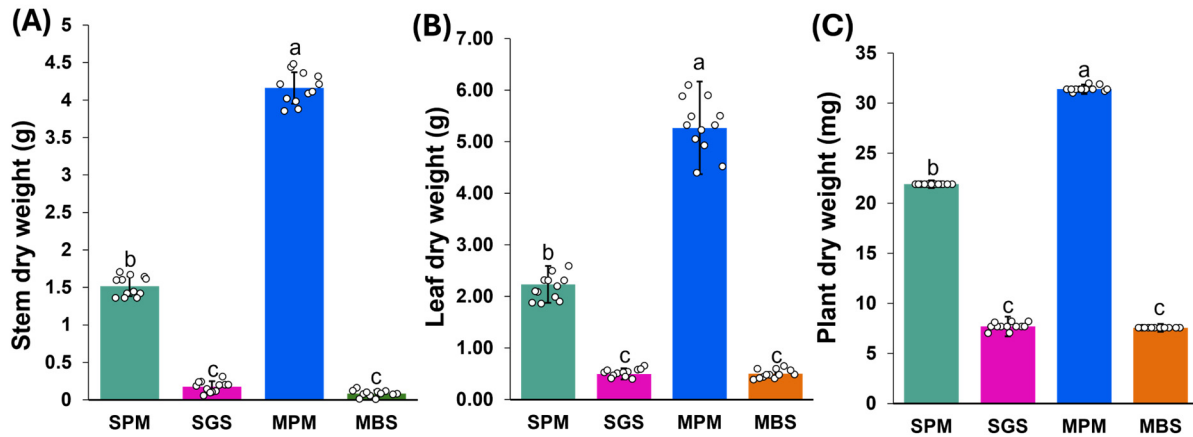 (A)
Stem dry weight (g)
5
4.5
4
3.5
3
2.5
2
1.5
1
0.5
0
b
c
a
c
SPM SGS MPM MBS
(B)
Leaf dry weight (g)
7.00
6.00
5.00
4.00
3.00
2.00
1.00
0.00
b
c
a
c
SPM SGS MPM MBS
(C)
Plant dry weight (mg)
35
30
25
20
15
10
5
0
b
c
a
c
SPM SGS MPM MBS